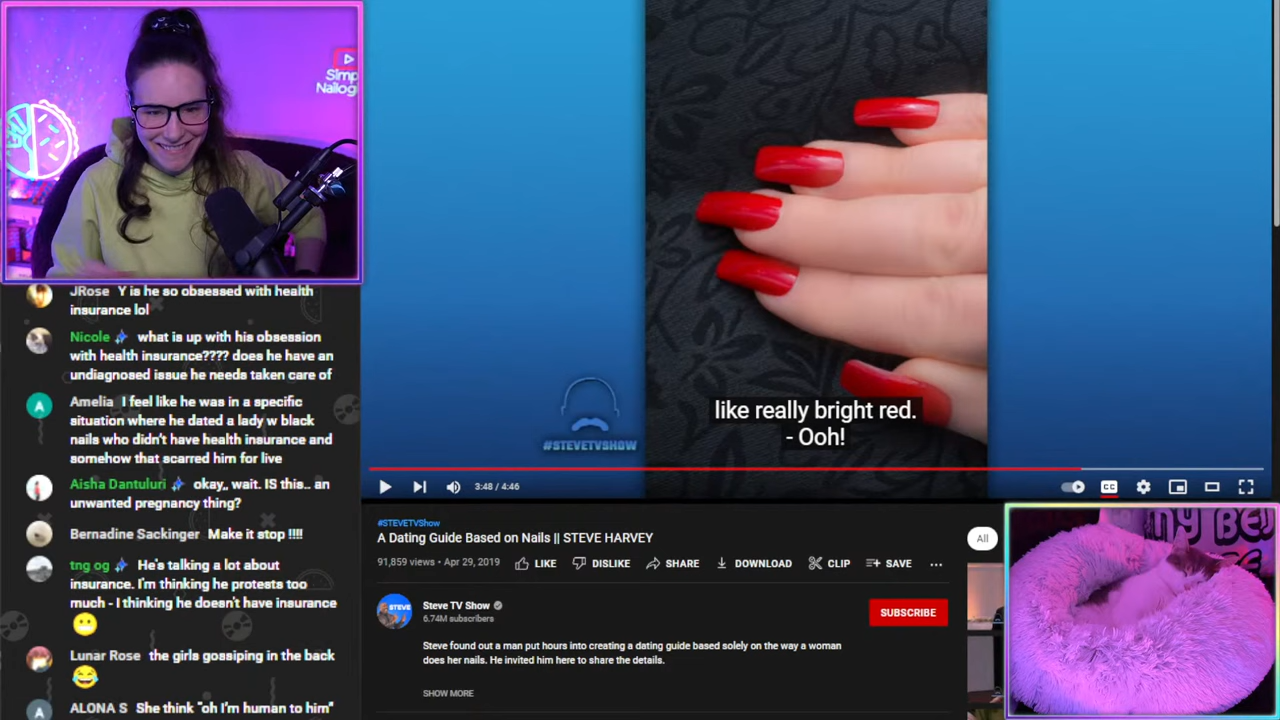 Simp
Nailog
JRose Y is he so obsessed with health
insurance lol
Nicole what is up with his obsession
with health insurance???? does he have an
undiagnosed issue he needs taken care of
A
Amelia I feel like he was in a specific
situation where he dated a lady w black
nails who didn't have health insurance and
somehow that scarred him for live
Aisha Dantuluri okay,, wait. IS this.. an
unwanted pregnancy thing?
Bernadine Sackinger Make it stop !!!!
tng og He's talking a lot about
insurance. I'm thinking he protests too
much - I thinking he doesn't have insurance
Lunar Rose the girls gossiping in the back
A
ALONA S She think "oh I'm human to him"
like really bright red.
- Ooh!
#STEVETVSHOW
3:48 / 4:46
CC
#STEVETVShow
A Dating Guide Based on Nails || STEVE HARVEY
91,859 views • Apr 29, 2019
LIKE
DISLIKE
SHARE
DOWNLOAD
CLIP
SAVE
All
STEVE
Steve TV Show
6.74M subscribers
SUBSCRIBE
Steve found out a man put hours into creating a dating guide based solely on the way a woman
does her nails. He invited him here to share the details.
SHOW MORE
MY BE